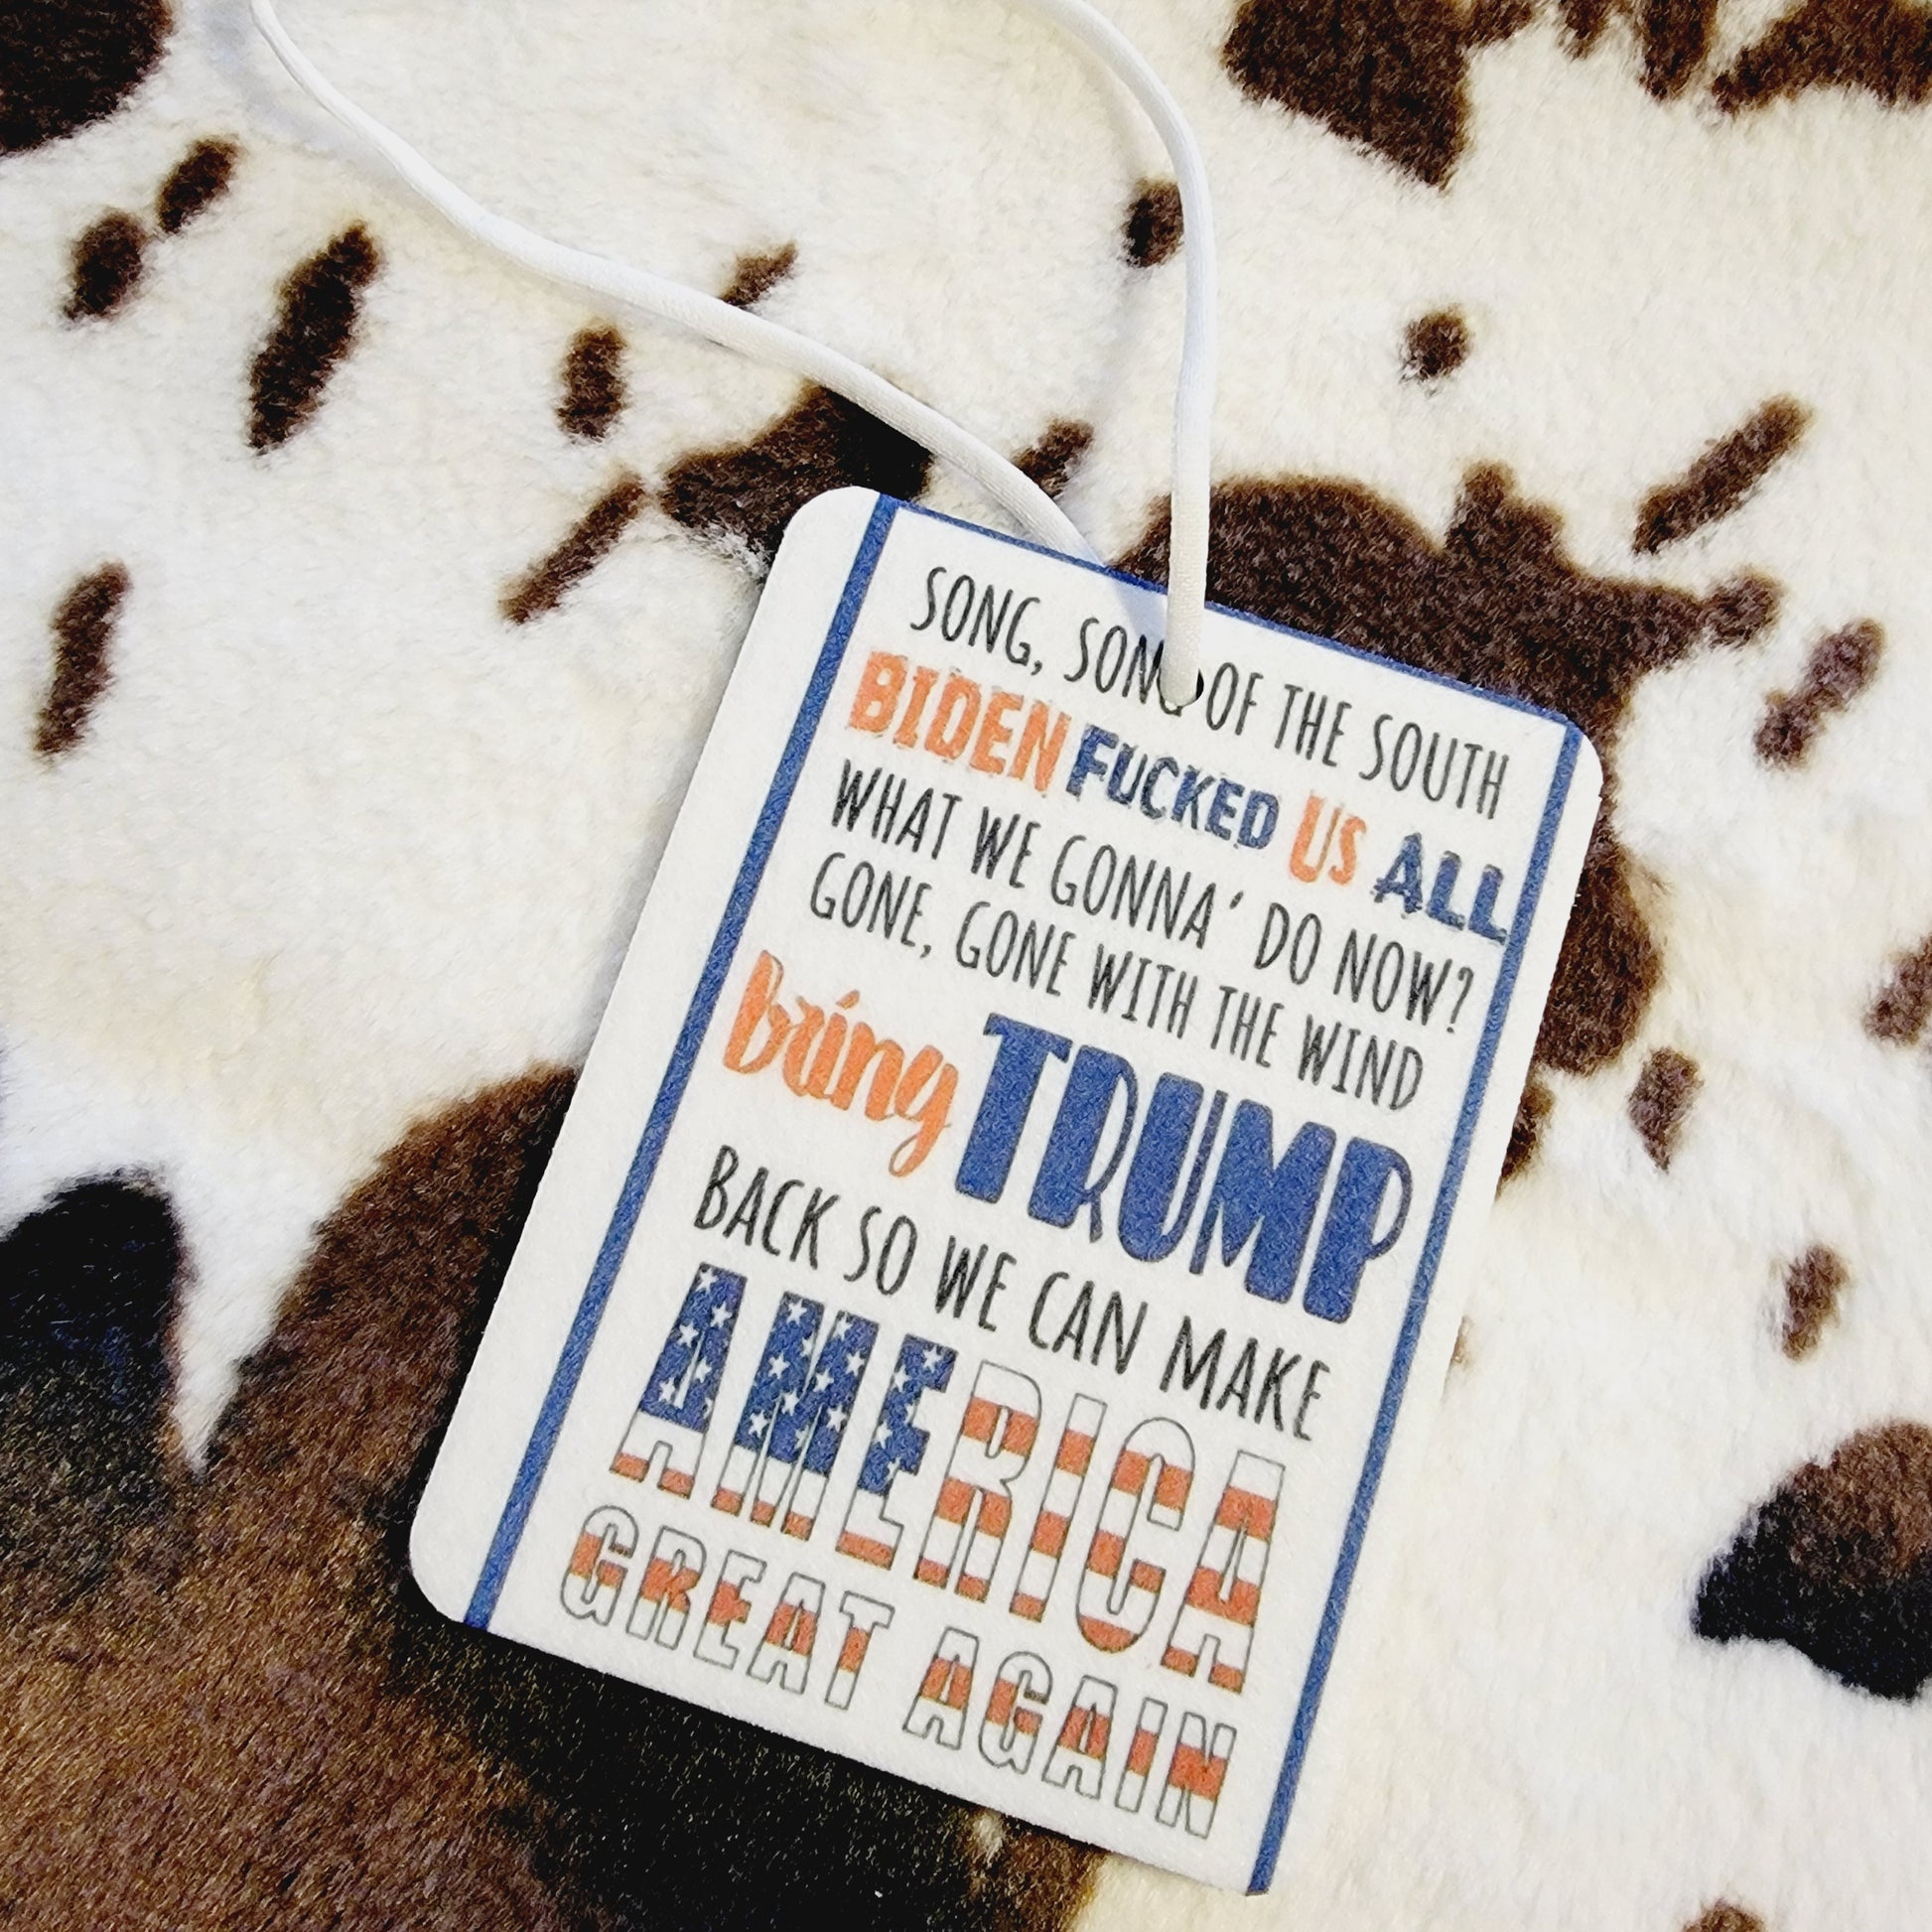 SONG, SONG OF THE SOUTH
BIDEN FUCKED US ALL
WHAT WE GONNA' DO NOW?
GONE, GONE WITH THE WIND
bring TRUMP
BACK SO WE CAN MAKE
AMERICA
GREAT AGAIN